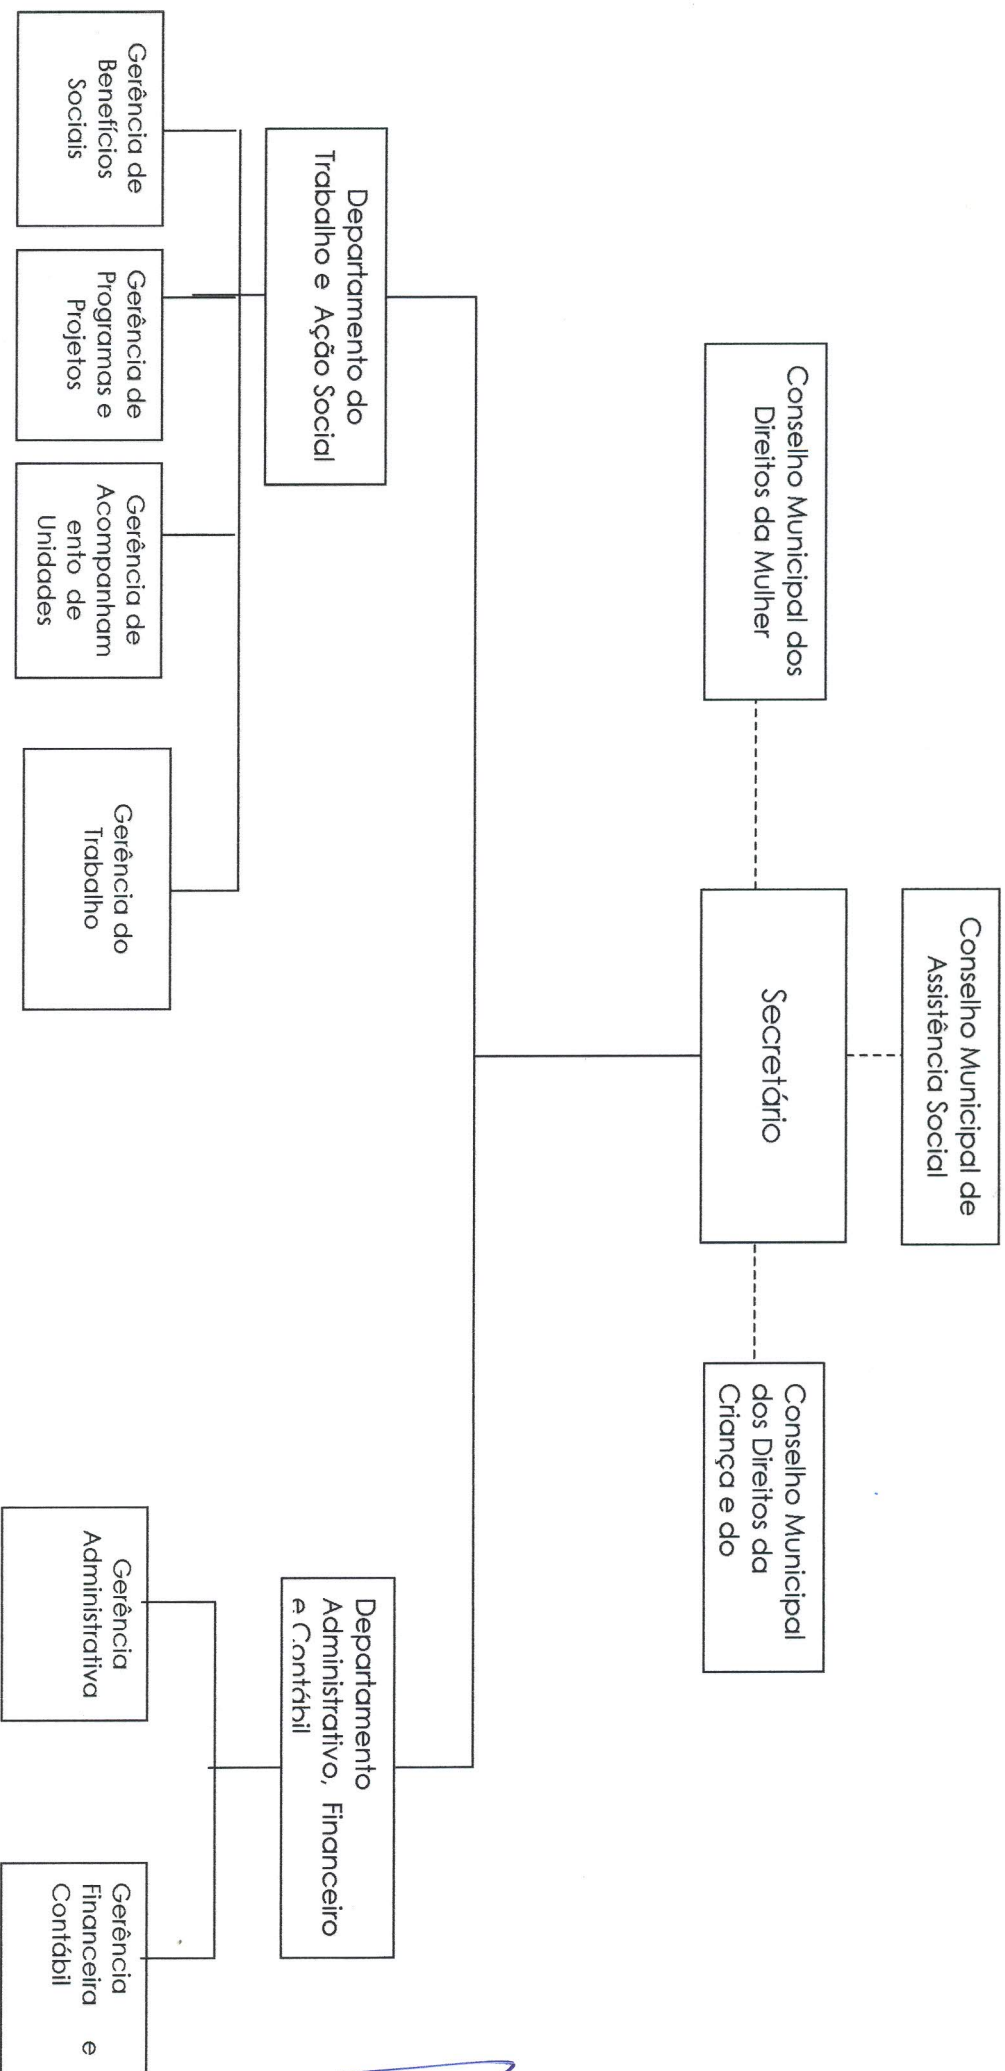 Conselho Municipal de
Assistência Social
Conselho Municipal dos
Direitos da Mulher
Secretário
Conselho Municipal
dos Direitos da
Criança e do
Departamento do
Trabalho e Ação Social
Departamento
Administrativo, Financeiro
e Contábil
Gerência de
Benefícios
Sociais
Gerência de
Programas e
Projetos
Gerência de
Acompanham
ento de
Unidades
Gerência do
Trabalho
Gerência
Administrativa
Gerência
Financeira e
Contábil